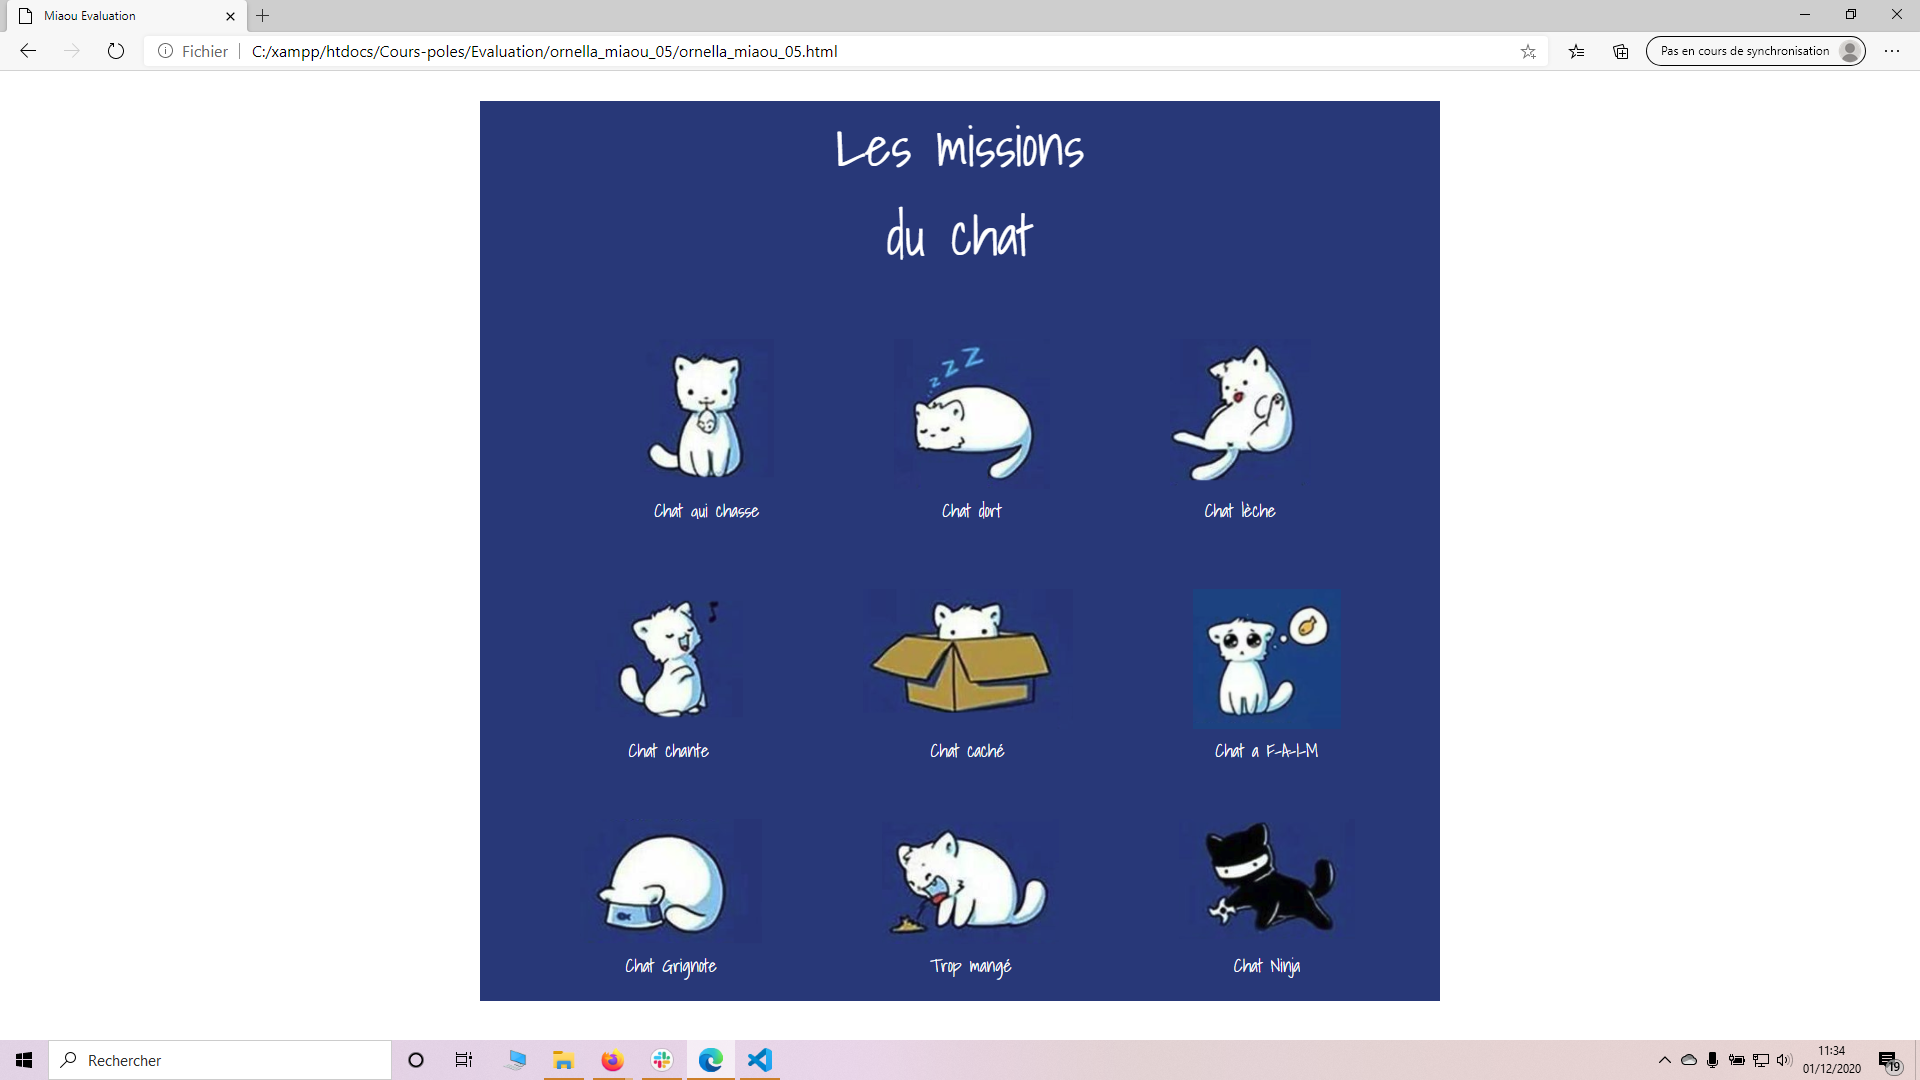 Miaou Evaluation
Fichier
C:/xampp/htdocs/Cours-poles/Evaluation/ornella_miaou_05/ornella_miaou_05.html
Pas en cours de synchronisation
Les missions
du chat
z z Z
Chat qui chasse
Chat dort
Chat lèche
Chat chante
Chat caché
Chat a F-A-I-M
Chat Grignote
Trop mangé
Chat Ninja
Rechercher
11:34
01/12/2020
19